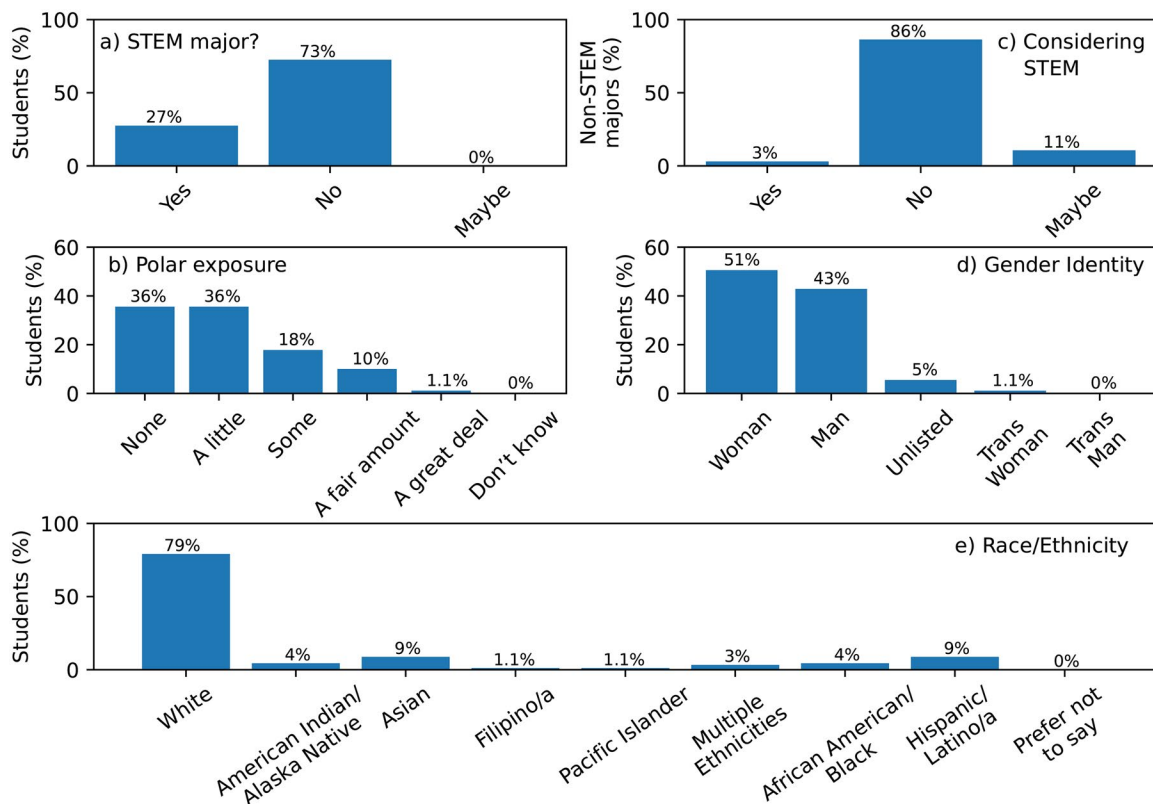 a) STEM major?
Students (%)
100
50
0
27%
73%
0%
Yes
No
Maybe
c) Considering
STEM
Non-STEM
majors (%)
100
50
0
3%
86%
11%
Yes
No
Maybe
b) Polar exposure
Students (%)
60
40
20
0
36%
36%
18%
10%
1.1%
0%
None
A little
Some
A fair amount
A great deal
Don’t know
d) Gender Identity
Students (%)
60
40
20
0
51%
43%
5%
1.1%
0%
Woman
Man
Unlisted
Trans
Woman
Trans
Man
e) Race/Ethnicity
Students (%)
100
50
0
79%
4%
9%
1.1%
1.1%
3%
4%
9%
0%
White
American Indian/
Alaska Native
Asian
Filipino/a
Pacific Islander
Multiple
Ethnicities
African American/
Black
Hispanic/
Latino/a
Prefer not
to say